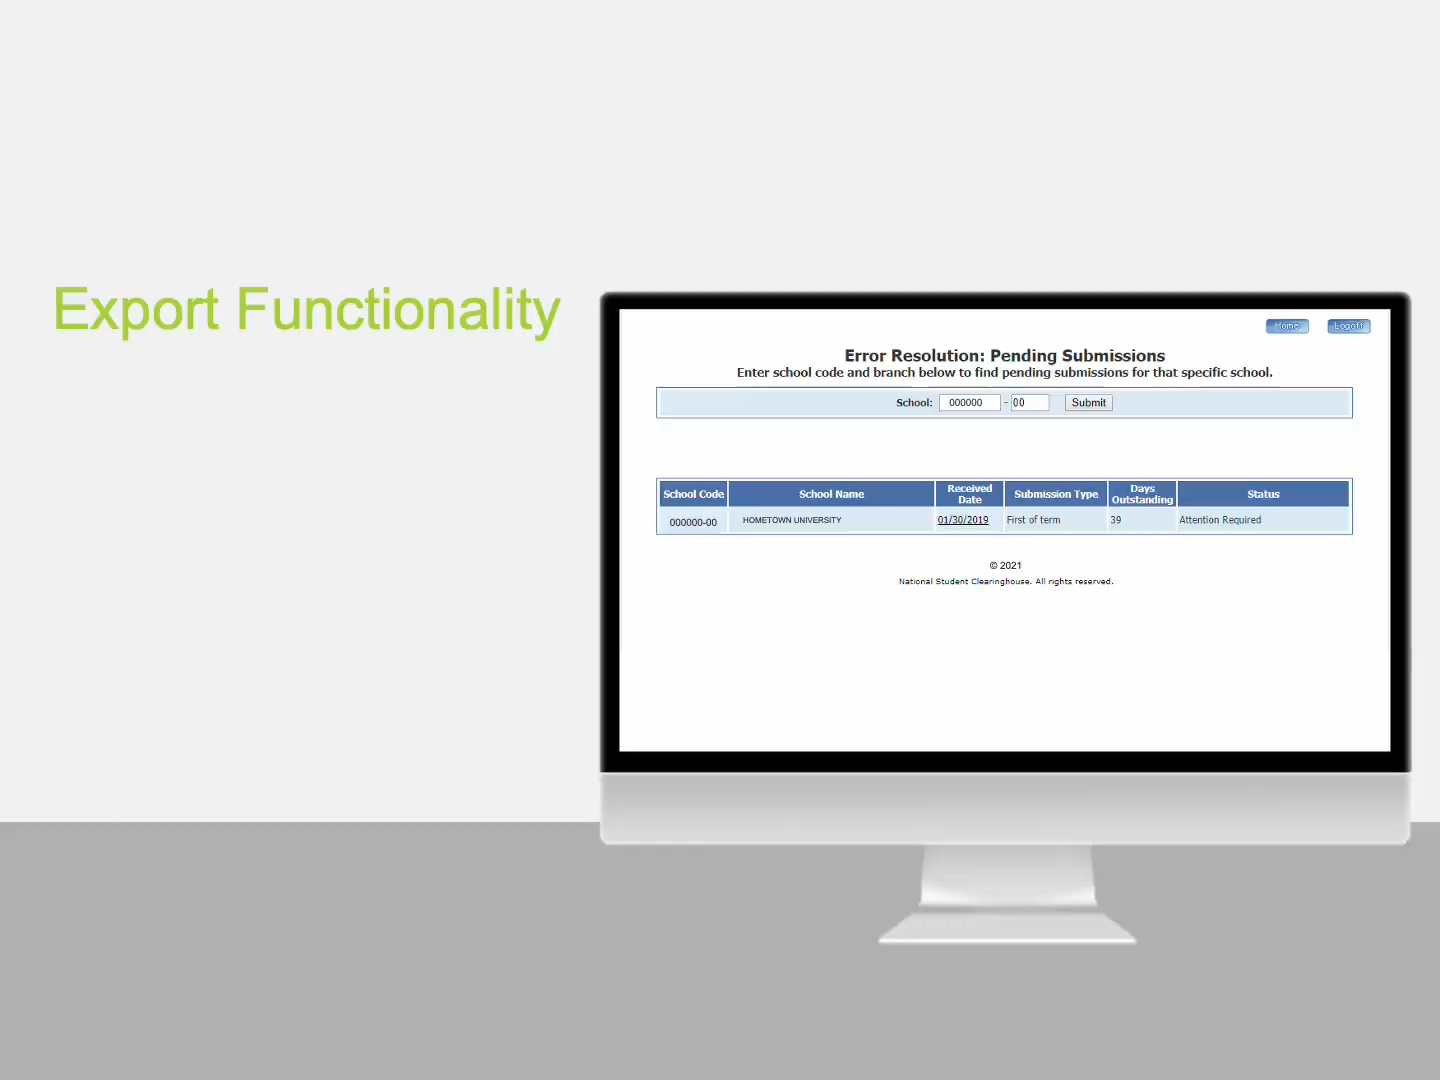 Export Functionality
Home Logoff
Error Resolution: Pending Submissions
Enter school code and branch below to find pending submissions for that specific school.
School: 000000 - 00 Submit
School Code School Name Received Date Submission Type Days Outstanding Status
000000-00 HOMETOWN UNIVERSITY 01/30/2019 First of term 39 Attention Required
© 2021
National Student Clearinghouse. All rights reserved.